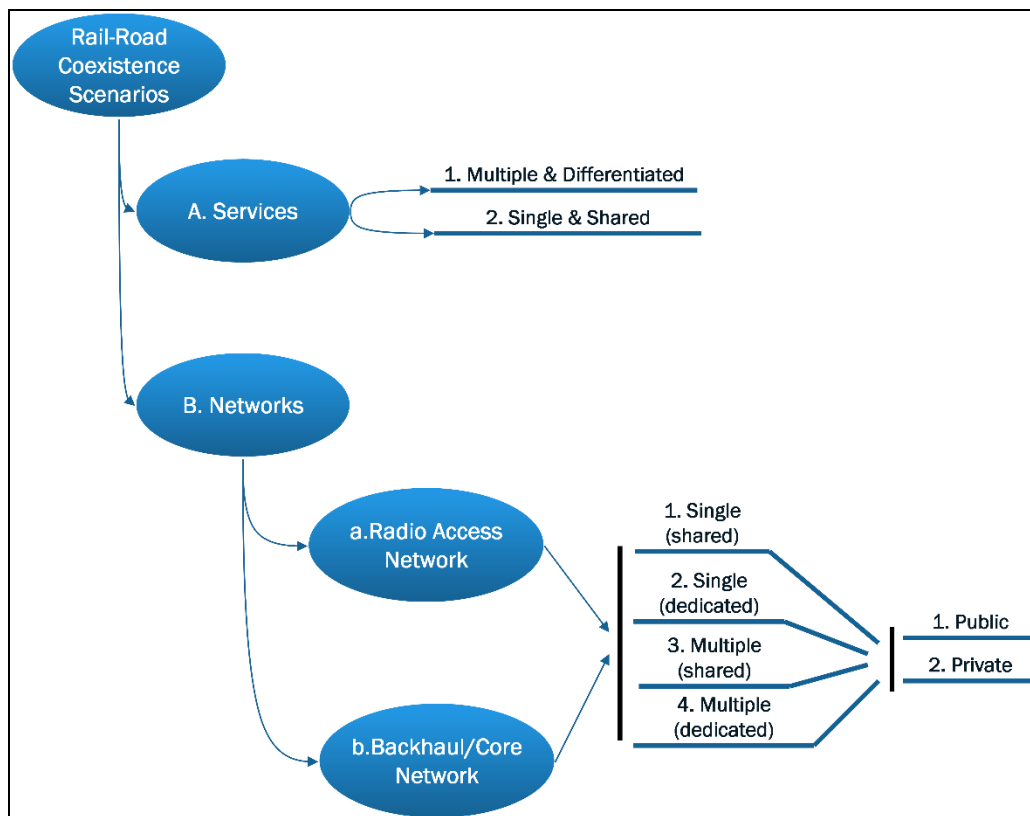 Rail-Road
Coexistence
Scenarios
A. Services
1. Multiple & Differentiated
2. Single & Shared
B. Networks
a.Radio Access
Network
b.Backhaul/Core
Network
1. Single
(shared)
2. Single
(dedicated)
3. Multiple
(shared)
4. Multiple
(dedicated)
1. Public
2. Private